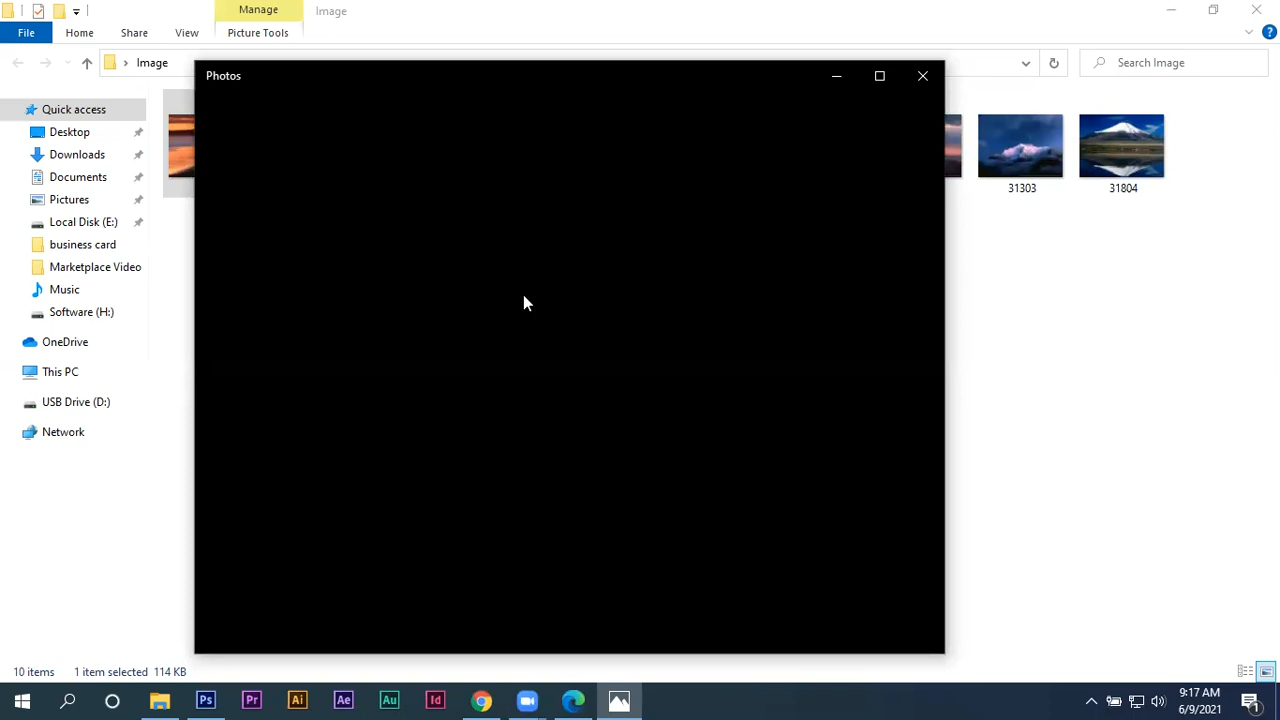 Manage
Image
File
Home
Share
View
Picture Tools
Image
Search Image
Photos
Quick access
Desktop
Downloads
Documents
Pictures
Local Disk (E:)
business card
Marketplace Video
Music
Software (H:)
OneDrive
This PC
USB Drive (D:)
Network
31303
31804
10 items
1 item selected 114 KB
Ps
Pr
Ai
Ae
Au
Id
9:17 AM
6/9/2021
1